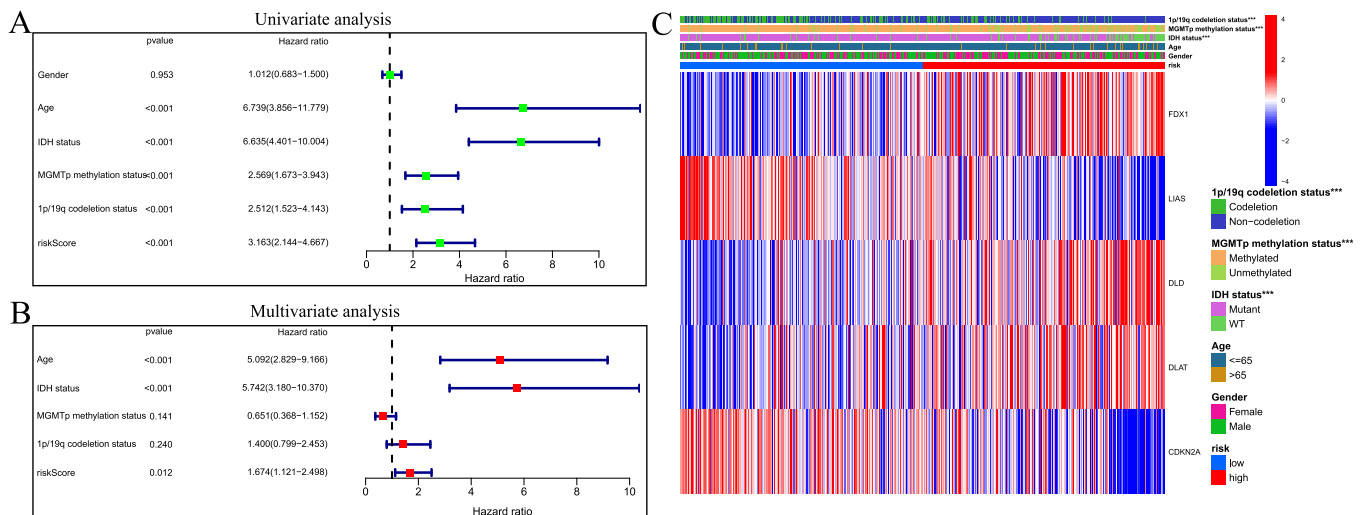 A
Univariate analysis
pvalue Hazard ratio
Gender 0.953 1.012(0.683−1.500)
Age <0.001 6.739(3.856−11.779)
IDH status <0.001 6.635(4.401−10.004)
MGMTp methylation status <0.001 2.569(1.673−3.943)
1p/19q codeletion status <0.001 2.512(1.523−4.143)
riskScore <0.001 3.163(2.144−4.667)
0 2 4 6 8 10
Hazard ratio
B
Multivariate analysis
pvalue Hazard ratio
Age <0.001 5.092(2.829−9.166)
IDH status <0.001 5.742(3.180−10.370)
MGMTp methylation status 0.141 0.651(0.368−1.152)
1p/19q codeletion status 0.240 1.400(0.799−2.453)
riskScore 0.012 1.674(1.121−2.498)
0 2 4 6 8 10
Hazard ratio
C
1p/19q codeletion status***
MGMTp methylation status***
IDH status***
Age
Gender
risk
FDX1
LIAS
DLD
DLAT
CDKN2A
4
2
0
−2
−4
1p/19q codeletion status***
Codeletion
Non−codeletion
MGMTp methylation status***
Methylated
Unmethylated
IDH status***
Mutant
WT
Age
<=65
>65
Gender
Female
Male
risk
low
high